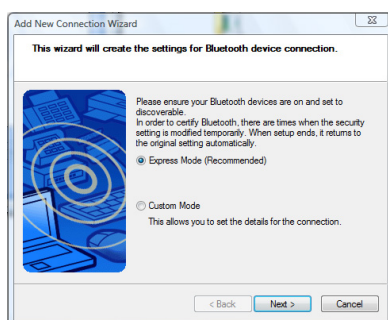 Add New Connection Wizard
This wizard will create the settings for Bluetooth device connection.
Please ensure your Bluetooth devices are on and set to
discoverable.
In order to certify Bluetooth, there are times when the security
setting is modified temporarily. When setup ends, it returns to
the original setting automatically.
Express Mode (Recommended)
Custom Mode
This allows you to set the details for the connection.
< Back Next > Cancel